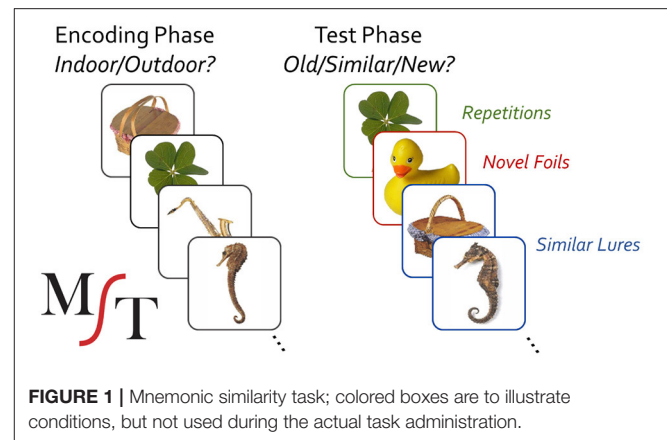 Encoding Phase
Indoor/Outdoor?
Test Phase
Old/Similar/New?
Repetitions
Novel Foils
Similar Lures
MST
FIGURE 1 | Mnemonic similarity task; colored boxes are to illustrate
conditions, but not used during the actual task administration.